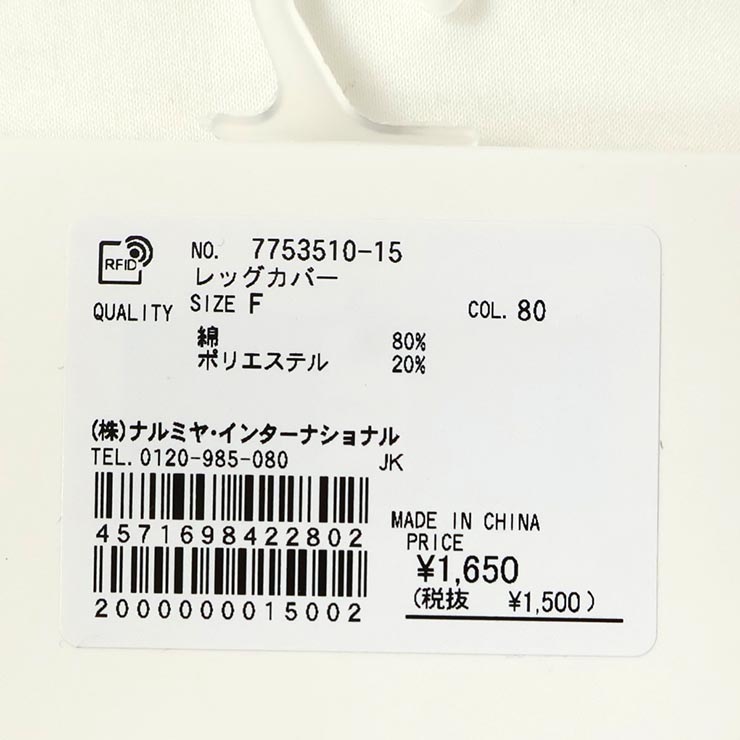 RFID NO. 7753510-15
レッグカバー
QUALITY SIZE F COL. 80
綿 80%
ポリエステル 20%
(株)ナルミヤ・インターナショナル
TEL. 0120-985-080 JK
4571698422802
MADE IN CHINA
PRICE
¥1,650
(税抜 ¥1,500)
2000000015002